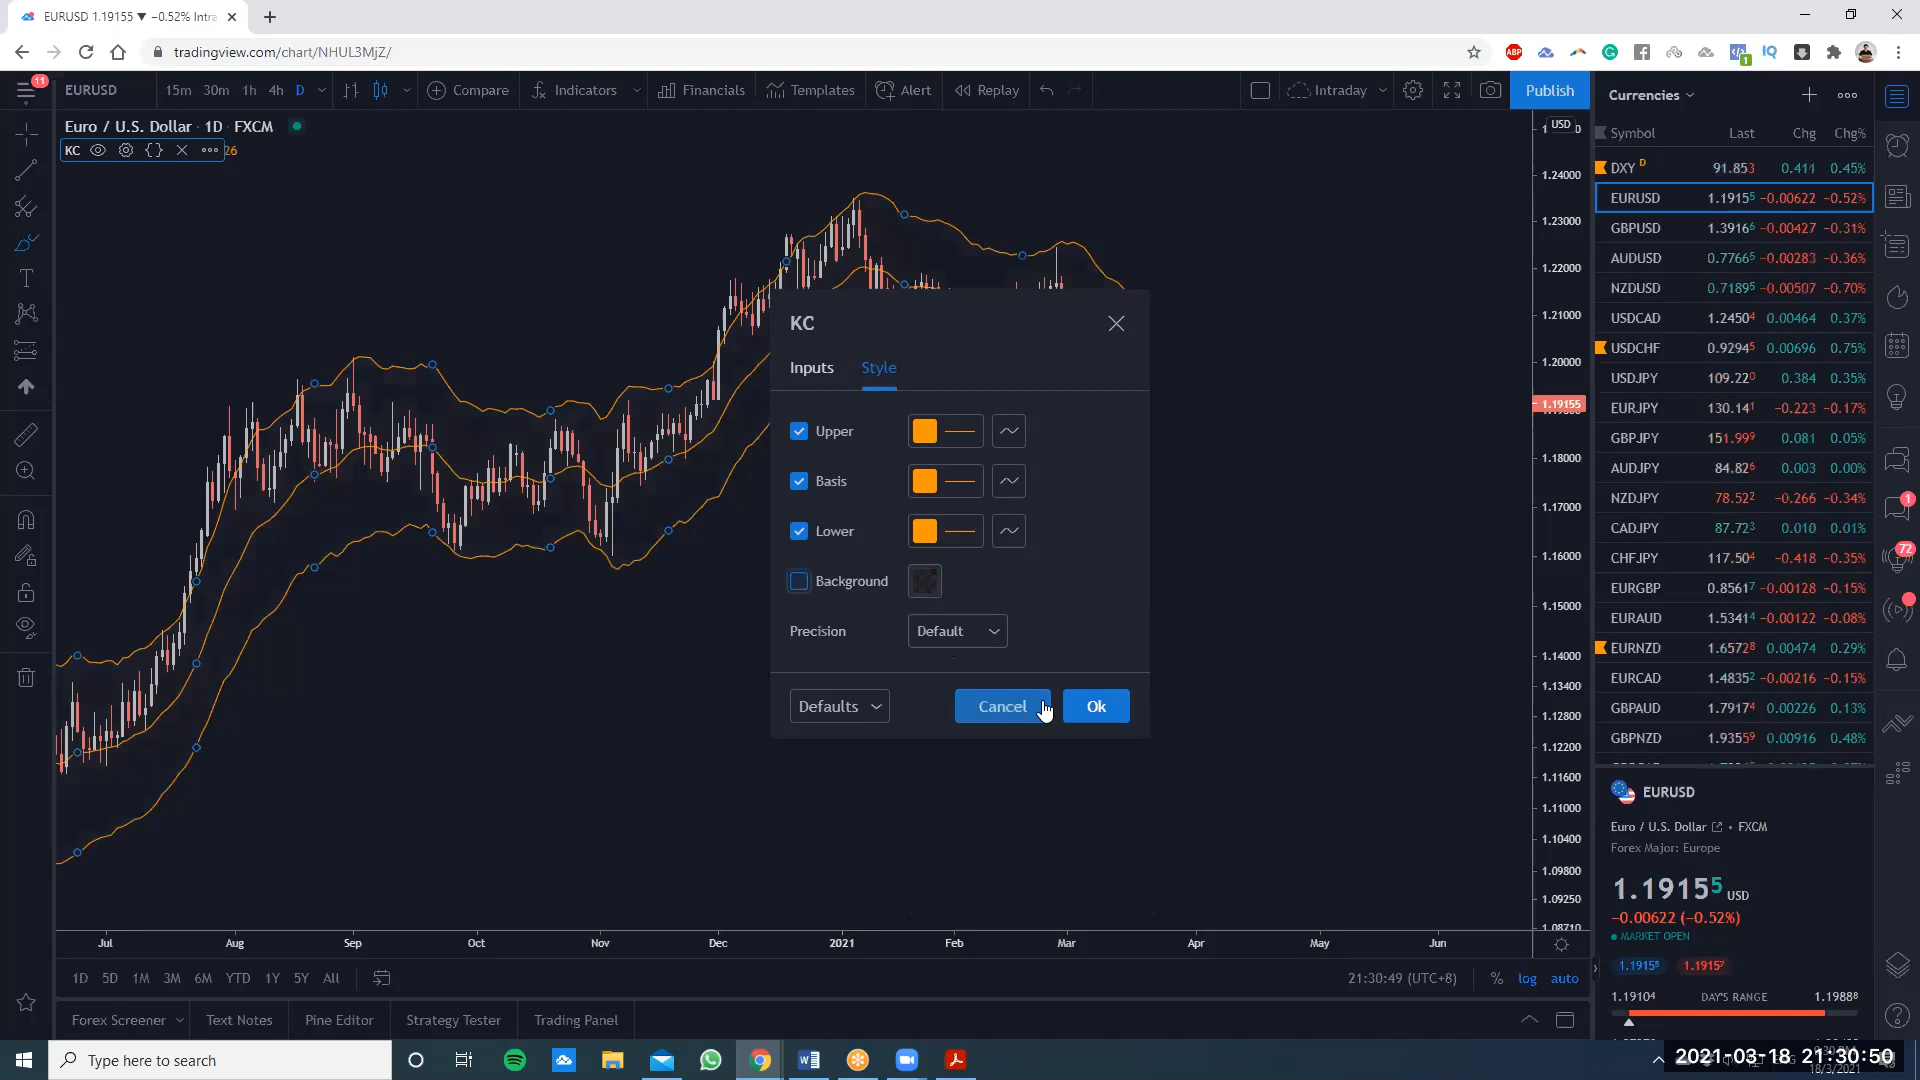 EURUSD 1.19155 ▼ −0.52% Intra
tradingview.com/chart/NHUL3MjZ/
ABP
IQ
1
11
EURUSD
15m 30m 1h 4h D
Compare
Indicators
Financials
Templates
Alert
Replay
Intraday
Publish
Euro / U.S. Dollar · 1D · FXCM
KC
26
USD
1.24000
1.23000
1.22000
1.21000
1.20000
1.19155
1.18000
1.17000
1.16000
1.15000
1.14000
1.13400
1.12800
1.12200
1.11600
1.11000
1.10400
1.09800
1.09250
1.08710
KC
Inputs Style
Upper
Basis
Lower
Background
Precision Default
Defaults Cancel Ok
Jul Aug Sep Oct Nov Dec 2021 Feb Mar Apr May Jun
1D 5D 1M 3M 6M YTD 1Y 5Y All
21:30:49 (UTC+8) % log auto
Forex Screener Text Notes Pine Editor Strategy Tester Trading Panel
Currencies
Symbol Last Chg Chg%
DXY D 91.853 0.414 0.45%
EURUSD 1.19155 −0.00622 −0.52%
GBPUSD 1.39166 −0.00427 −0.31%
AUDUSD 0.77665 −0.00283 −0.36%
NZDUSD 0.71895 −0.00507 −0.70%
USDCAD 1.24504 0.00464 0.37%
USDCHF 0.92945 0.00696 0.75%
USDJPY 109.220 0.384 0.35%
EURJPY 130.141 −0.223 −0.17%
GBPJPY 151.999 0.081 0.05%
AUDJPY 84.826 0.003 0.00%
NZDJPY 78.522 −0.266 −0.34%
CADJPY 87.723 0.010 0.01%
CHFJPY 117.504 −0.418 −0.35%
EURGBP 0.85617 −0.00128 −0.15%
EURAUD 1.53414 −0.00122 −0.08%
EURNZD 1.65728 0.00474 0.29%
EURCAD 1.48352 −0.00216 −0.15%
GBPAUD 1.79174 0.00226 0.13%
GBPNZD 1.93559 0.00916 0.48%
1
72
EURUSD
Euro / U.S. Dollar • FXCM
Forex Major: Europe
1.19155 USD
−0.00622 (−0.52%)
MARKET OPEN
1.19155 1.19157
1.19104 DAY'S RANGE 1.19888
Type here to search
2021-03-18 21:30:50
18/3/2021